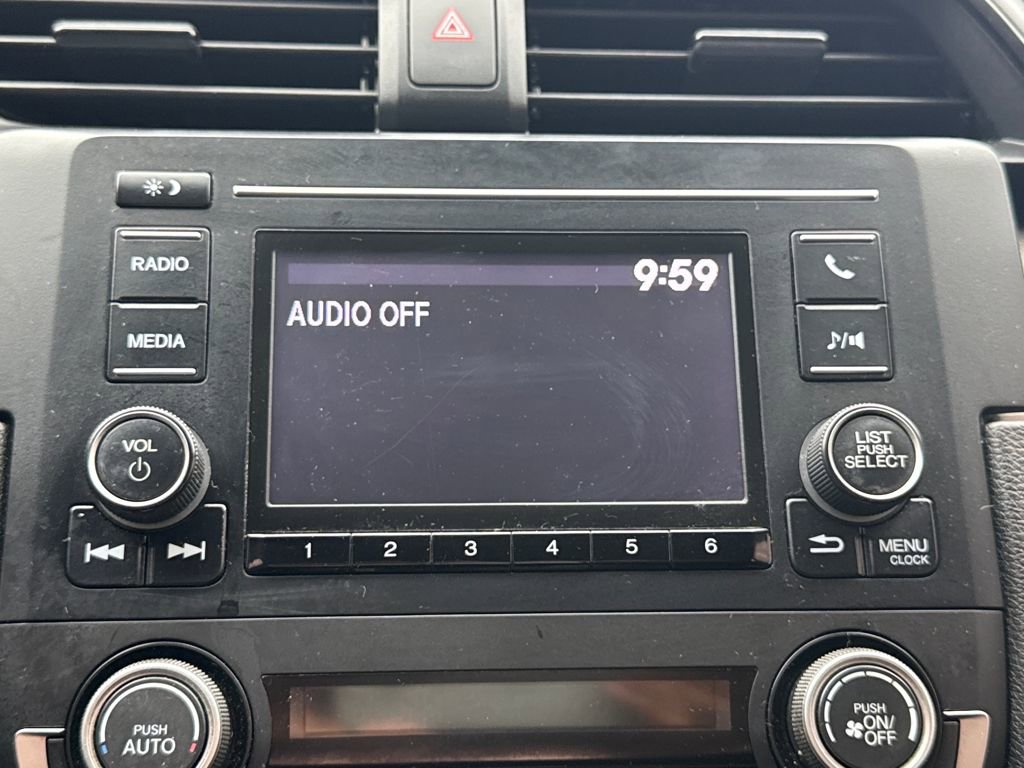 RADIO
9:59
AUDIO OFF
MEDIA
VOL
LIST
PUSH
SELECT
1 2 3 4 5 6
MENU
CLOCK
PUSH
AUTO
PUSH
ON/
OFF